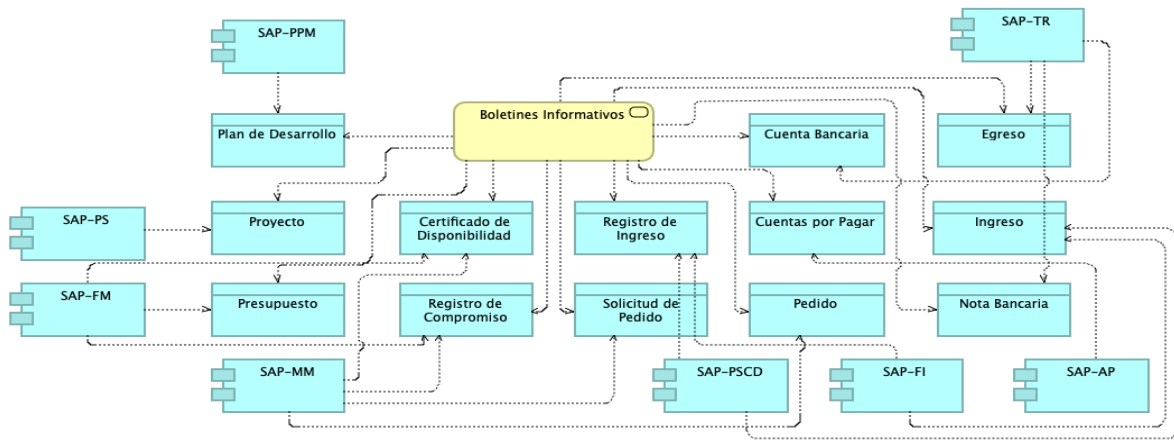 SAP-PPM
SAP-TR
Boletines Informativos
Plan de Desarrollo
Cuenta Bancaria
Egreso
SAP-PS
Proyecto
Certificado de
Disponibilidad
Registro de
Ingreso
Cuentas por Pagar
Ingreso
SAP-FM
Presupuesto
Registro de
Compromiso
Solicitud de
Pedido
Pedido
Nota Bancaria
SAP-MM
SAP-PSCD
SAP-FI
SAP-AP